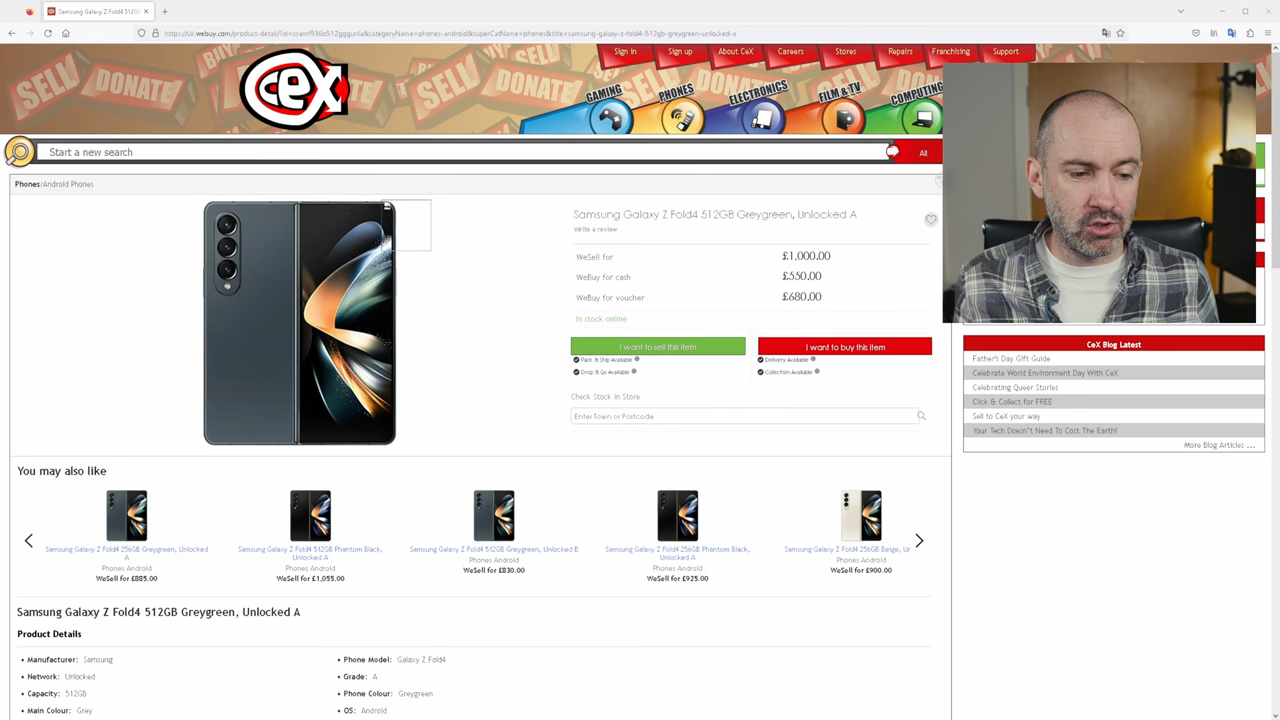 Samsung Galaxy Z Fold4 512G
https://uk.webuy.com/product-detail/?id=ssamf936b512gggunla&categoryName=phones-android&superCatName=phones&title=samsung-galaxy-z-fold4-512gb-greygreen-unlocked-a
Sign in
Sign up
About CeX
Careers
Stores
Repairs
Franchising
Support
SELL
DONATE
SELL
DONATE
CeX
GAMING
PHONES
ELECTRONICS
FILM & TV
COMPUTING
Start a new search
All
Phones/Android Phones
Samsung Galaxy Z Fold4 512GB Greygreen, Unlocked A
Write a review
WeSell for £1,000.00
WeBuy for cash £550.00
WeBuy for voucher £680.00
In stock online
I want to sell this item
I want to buy this item
Pack & Ship Available
Delivery Available
Drop & Go Available
Collection Available
Check Stock In Store
Enter Town or Postcode
CeX Blog Latest
Father's Day Gift Guide
Celebrate World Environment Day With CeX
Celebrating Queer Stories
Click & Collect for FREE
Sell to CeX your way
Your Tech Doesn't Need To Cost The Earth!
More Blog Articles ...
You may also like
Samsung Galaxy Z Fold4 256GB Greygreen, Unlocked
A
Phones Android
WeSell for £885.00
Samsung Galaxy Z Fold4 512GB Phantom Black,
Unlocked A
Phones Android
WeSell for £1,055.00
Samsung Galaxy Z Fold4 512GB Greygreen, Unlocked B
Phones Android
WeSell for £830.00
Samsung Galaxy Z Fold4 256GB Phantom Black,
Unlocked A
Phones Android
WeSell for £925.00
Samsung Galaxy Z Fold4 256GB Beige, Ur
Phones Android
WeSell for £900.00
Samsung Galaxy Z Fold4 512GB Greygreen, Unlocked A
Product Details
• Manufacturer: Samsung
• Phone Model: Galaxy Z Fold4
• Network: Unlocked
• Grade: A
• Capacity: 512GB
• Phone Colour: Greygreen
• Main Colour: Grey
• OS: Android